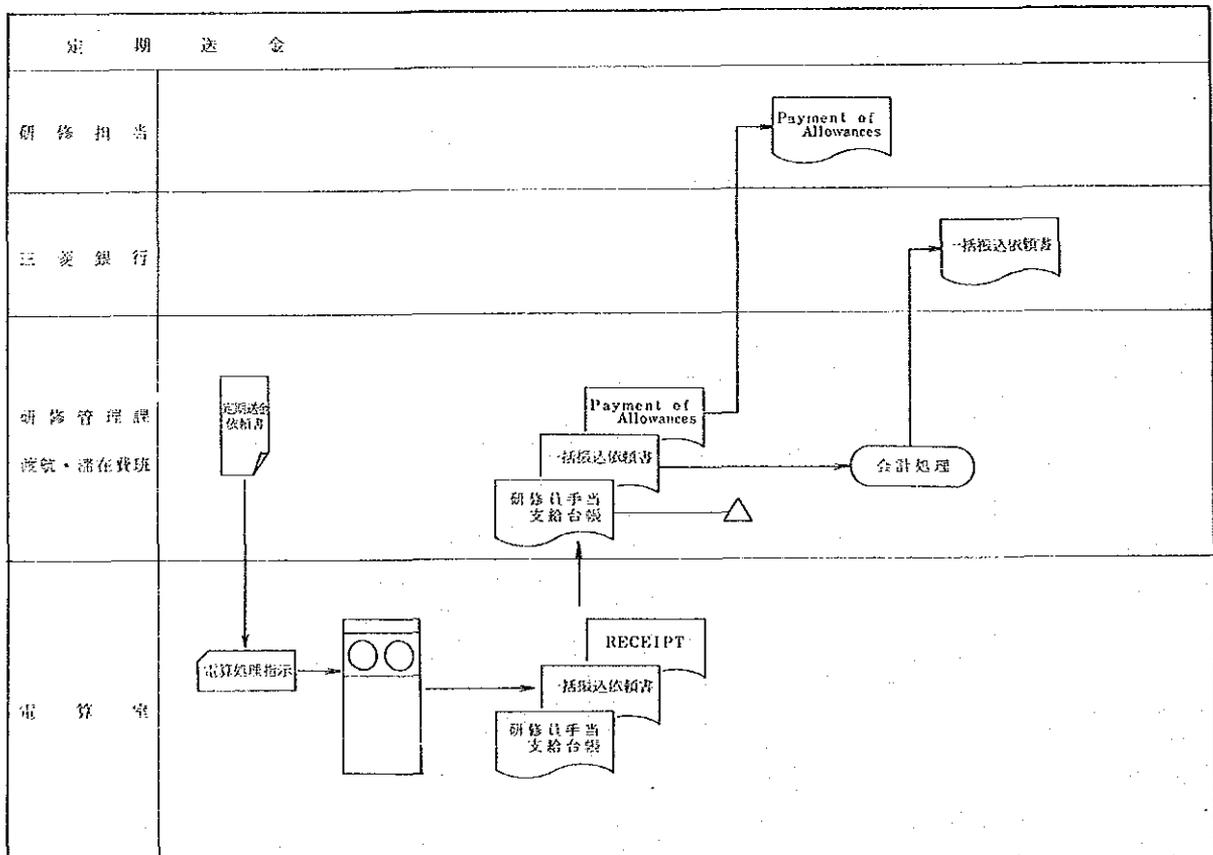 定期送金
研修担当
Payment of
Allowances
三菱銀行
一括振込依頼書
研修管理課
渡航・滞在費班
定期送金
依頼書
Payment of
Allowances
一括振込依頼書
研修員手当
支給台帳
会計処理
電算室
電算処理指示
RECEIPT
一括振込依頼書
研修員手当
支給台帳